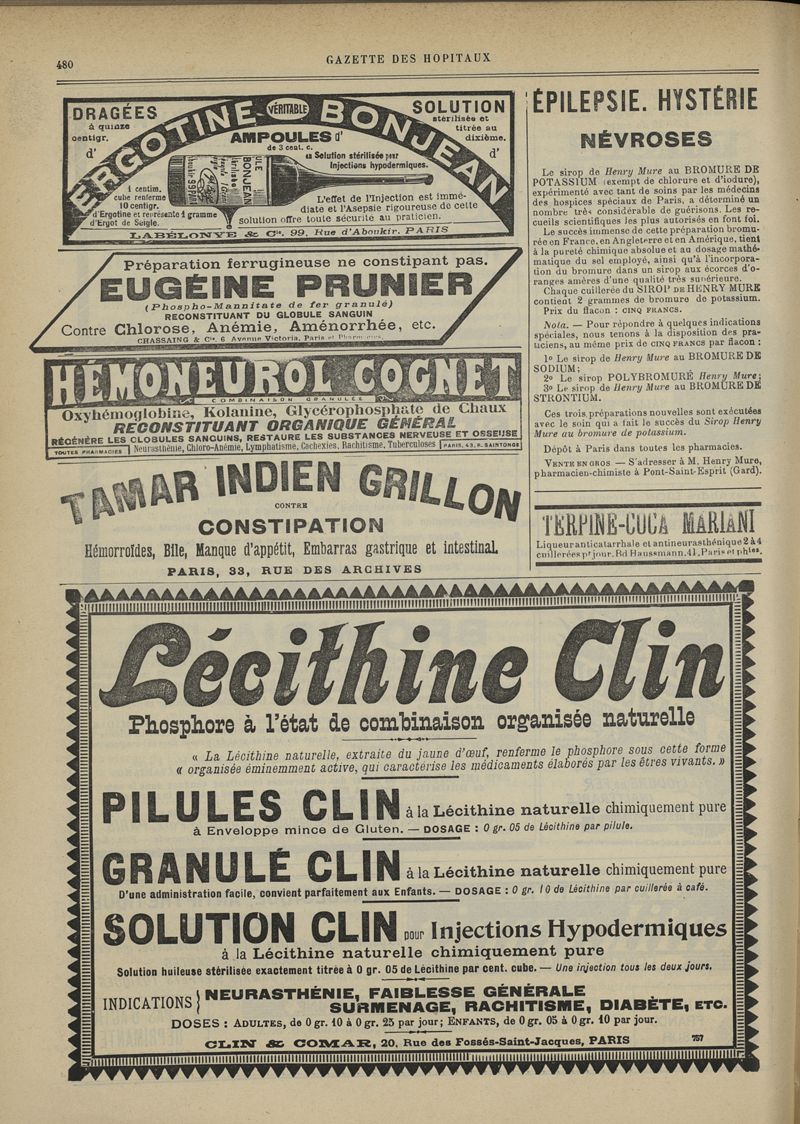 480
GAZETTE DES HOPITAUX
DRAGÉES
à quinze
centigr.
d'
ERGOTINE VÉRITABLE BONJEAN
SOLUTION
stérilisée et
titrée au
dixième.
d'
AMPOULES d'
de 3 cent. c.
Solution stérilisée pour
Injections hypodermiques.
1 centim.
cube renferme
10 centigr.
d'Ergotine et représente 1 gramme
d'Ergot de Seigle.
BONJEAN
L'effet de l'Injection est immé-
diate et l'Asepsie rigoureuse de cette
solution offre toute sécurité au praticien.
LABÉLONYE & Cie, 99, Rue d'Aboukir. PARIS
Préparation ferrugineuse ne constipant pas.
EUGÉINE PRUNIER
(Phospho-Mannitate de fer granulé)
RECONSTITUANT DU GLOBULE SANGUIN
Contre Chlorose, Anémie, Aménorrhée, etc.
CHASSAING & Cie, 6 Avenue Victoria, Paris et Pharmacies
HÉMONEUROL COGNET
COMBINAISON GRANULÉE
Oxyhémoglobine, Kolanine, Glycérophosphate de Chaux
RECONSTITUANT ORGANIQUE GÉNÉRAL
RÉGÉNÈRE LES GLOBULES SANGUINS, RESTAURE LES SUBSTANCES NERVEUSE ET OSSEUSE
TOUTES PHARMACIES Neurasthénie, Chloro-Anémie, Lymphatisme, Cachexies, Rachitisme, Tuberculoses PARIS, 43, R. SAINTONGE
TAMAR INDIEN GRILLON
CONTRE
CONSTIPATION
Hémorroïdes, Bile, Manque d'appétit, Embarras gastrique et intestinal.
PARIS, 33, RUE DES ARCHIVES
ÉPILEPSIE. HYSTÉRIE
NÉVROSES
Le sirop de Henry Mure au BROMURE DE
POTASSIUM (exempt de chlorure et d'iodure),
expérimenté avec tant de soins par les médecins
des hospices spéciaux de Paris, a déterminé un
nombre très considérable de guérisons. Les re-
cueils scientifiques les plus autorisés en font foi.
Le succès immense de cette préparation bromu-
rée en France, en Angleterre et en Amérique, tient
à la pureté chimique absolue et au dosage mathé-
matique du sel employé, ainsi qu'à l'incorpora-
tion du bromure dans un sirop aux écorces d'o-
ranges amères d'une qualité très supérieure.
Chaque cuillerée du SIROP DE HENRY MURE
contient 2 grammes de bromure de potassium.
Prix du flacon : CINQ FRANCS.
Nota. — Pour répondre à quelques indications
spéciales, nous tenons à la disposition des pra-
ticiens, au même prix de CINQ FRANCS par flacon :
1o Le sirop de Henry Mure au BROMURE DE
SODIUM;
2o Le sirop POLYBROMURÉ Henry Mure;
3o Le sirop de Henry Mure au BROMURE DE
STRONTIUM.
Ces trois préparations nouvelles sont exécutées
avec le soin qui a fait le succès du Sirop Henry
Mure au bromure de potassium.
Dépôt à Paris dans toutes les pharmacies.
VENTE EN GROS — S'adresser à M. Henry Mure,
pharmacien-chimiste à Pont-Saint-Esprit (Gard).
TERPINE-COCA MARIANI
Liqueur anticatarrhale et antineurasthénique 2 à 4
cuillerées pr jour. Bd Haussmann. 41, Paris et phies.
Lécithine Clin
Phosphore à l'état de combinaison organisée naturelle
« La Lécithine naturelle, extraite du jaune d'œuf, renferme le phosphore sous cette forme
« organisée éminemment active, qui caractérise les médicaments élaborés par les êtres vivants. »
PILULES CLIN à la Lécithine naturelle chimiquement pure
à Enveloppe mince de Gluten. — DOSAGE : 0 gr. 05 de Lécithine par pilule.
GRANULÉ CLIN à la Lécithine naturelle chimiquement pure
D'une administration facile, convient parfaitement aux Enfants. — DOSAGE : 0 gr. 10 de Lécithine par cuillerée à café.
SOLUTION CLIN pour Injections Hypodermiques
à la Lécithine naturelle chimiquement pure
Solution huileuse stérilisée exactement titrée à 0 gr. 05 de Lécithine par cent. cube. — Une injection tous les deux jours.
INDICATIONS NEURASTHÉNIE, FAIBLESSE GÉNÉRALE
SURMENAGE, RACHITISME, DIABÈTE, ETC.
DOSES : ADULTES, de 0 gr. 10 à 0 gr. 25 par jour; ENFANTS, de 0 gr. 05 à 0 gr. 10 par jour.
CLIN & COMAR, 20, Rue des Fossés-Saint-Jacques, PARIS 757